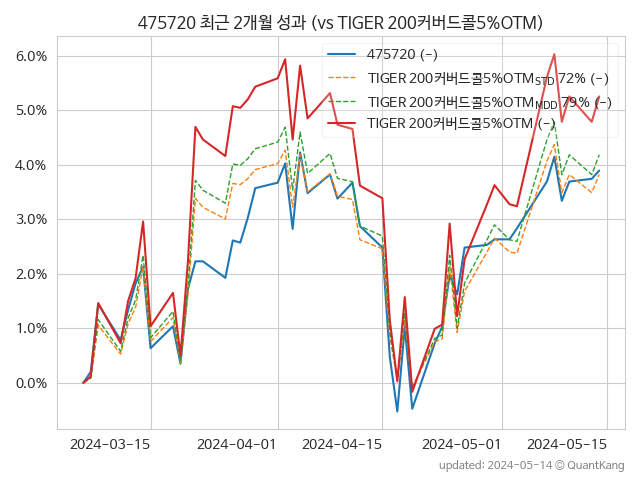 475720 최근 2개월 성과 (vs TIGER 200커버드콜5%OTM)
475720 (-)
TIGER 200커버드콜5%OTM_STD 72% (-)
TIGER 200커버드콜5%OTM_MDD 79% (-)
TIGER 200커버드콜5%OTM (-)
6.0%
5.0%
4.0%
3.0%
2.0%
1.0%
0.0%
2024-03-15
2024-04-01
2024-04-15
2024-05-01
2024-05-15
updated: 2024-05-14 © QuantKang